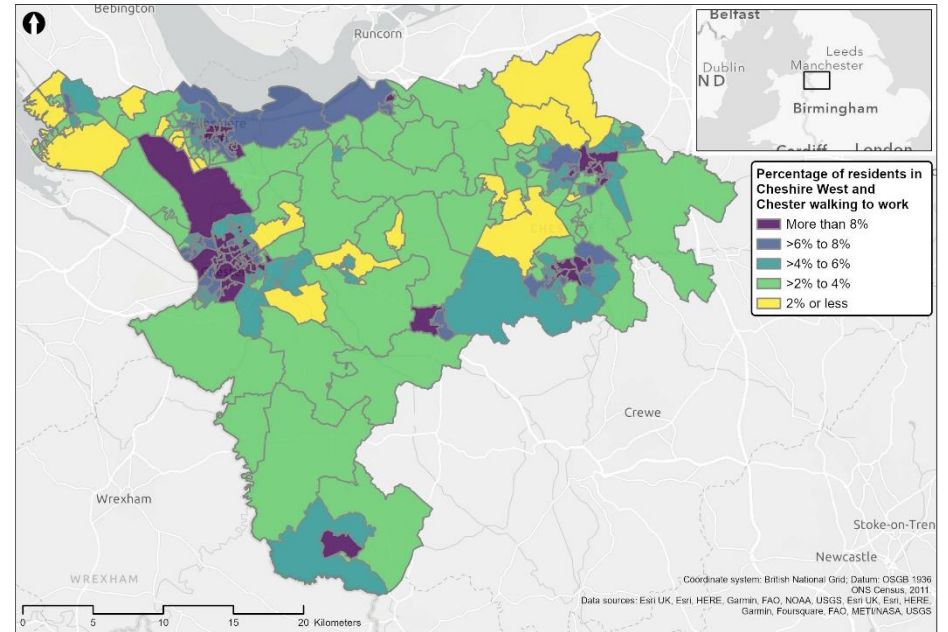 Bebington
Runcorn
Belfast
Leeds
Dublin
Manchester
ND
Birmingham
Cardiff
London
Percentage of residents in
Cheshire West and
Chester walking to work
More than 8%
>6% to 8%
>4% to 6%
>2% to 4%
2% or less
Crewe
Wrexham
Stoke-on-Tren
Newcastle
WREXHAM
Coordinate system: British National Grid; Datum: OSGB 1936
ONS Census, 2011.
Data sources: Esri UK, Esri, HERE, Garmin, FAO, NOAA, USGS, Esri UK, Esri, HERE,
Garmin, Foursquare, FAO, METI/NASA, USGS
0 5 10 15 20 Kilometers